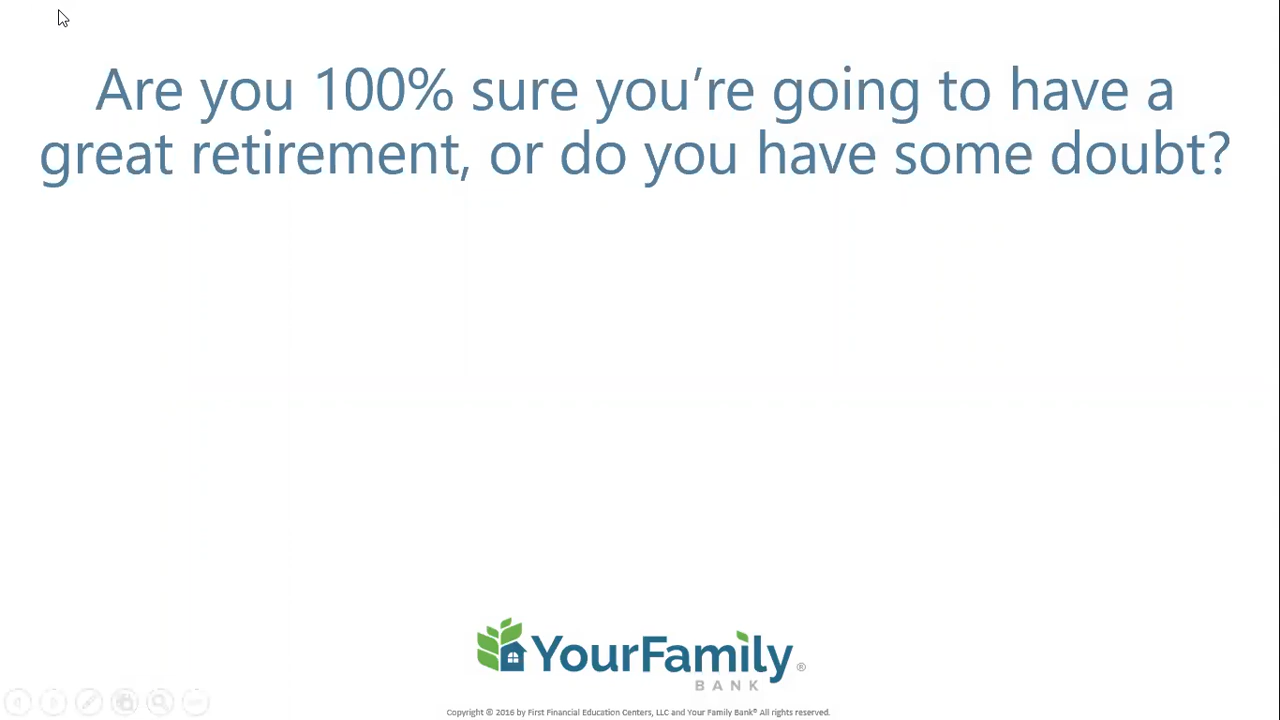 Are you 100% sure you’re going to have a
great retirement, or do you have some doubt?
YourFamily®
BANK
Copyright © 2016 by First Financial Education Centers, LLC and Your Family Bank® All rights reserved.